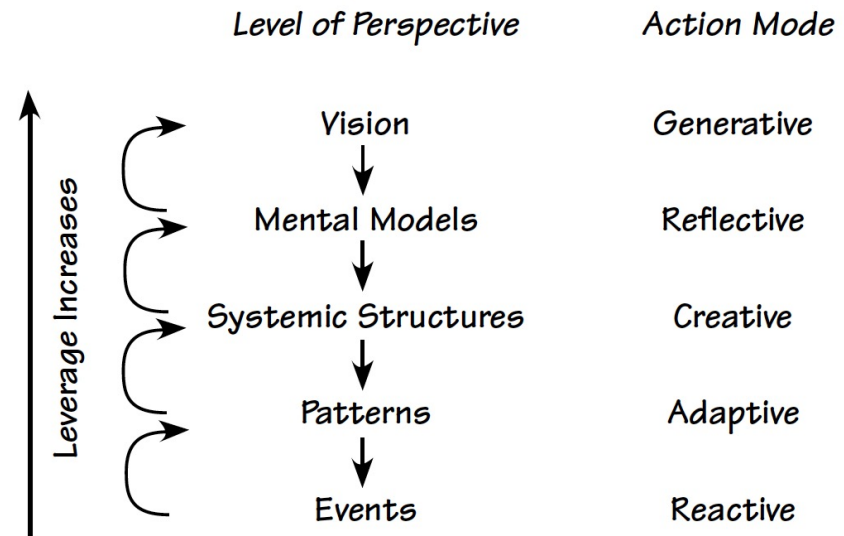 Level of Perspective Action Mode
Vision Generative
Mental Models Reflective
Systemic Structures Creative
Patterns Adaptive
Events Reactive
Leverage Increases